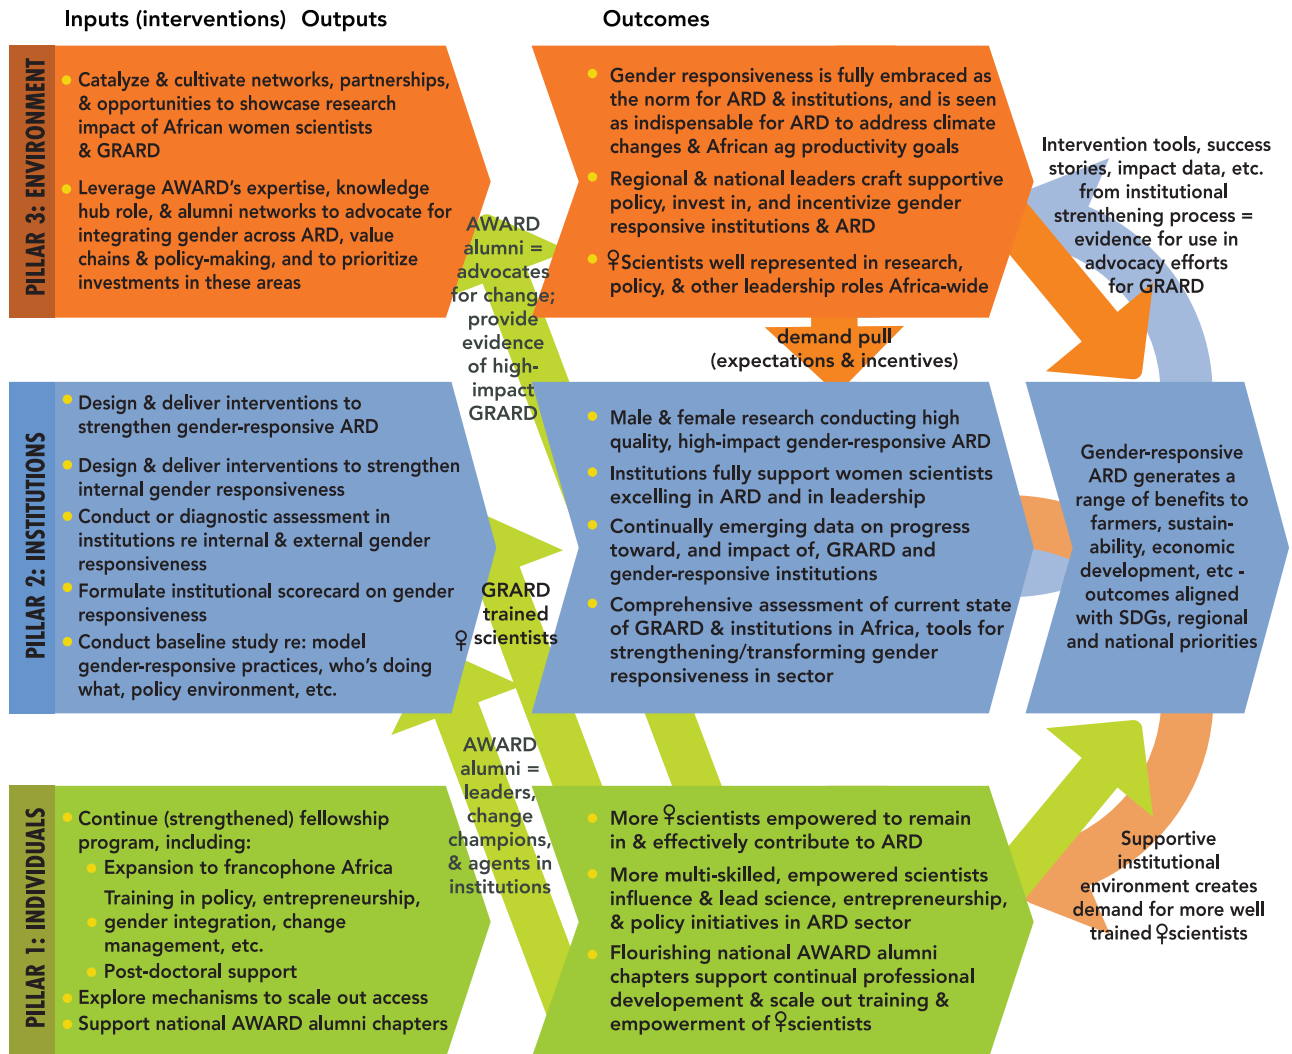 Inputs (interventions) Outputs
Outcomes
PILLAR 3: ENVIRONMENT
Catalyze & cultivate networks, partnerships,
& opportunities to showcase research
impact of African women scientists
& GRARD
Leverage AWARD's expertise, knowledge
hub role, & alumni networks to advocate for
integrating gender across ARD, value
chains & policy-making, and to prioritize
investments in these areas
AWARD
alumni =
advocates
for change;
provide
evidence
of high-
impact
GRARD
Gender responsiveness is fully embraced as
the norm for ARD & institutions, and is seen
as indispensable for ARD to address climate
changes & African ag productivity goals
Regional & national leaders craft supportive
policy, invest in, and incentivize gender
responsive institutions & ARD
♀Scientists well represented in research,
policy, & other leadership roles Africa-wide
Intervention tools, success
stories, impact data, etc.
from institutional
strenthening process =
evidence for use in
advocacy efforts
for GRARD
demand pull
(expectations & incentives)
PILLAR 2: INSTITUTIONS
Design & deliver interventions to
strengthen gender-responsive ARD
Design & deliver interventions to strengthen
internal gender responsiveness
Conduct or diagnostic assessment in
institutions re internal & external gender
responsiveness
Formulate institutional scorecard on gender
responsiveness
Conduct baseline study re: model
gender-responsive practices, who's doing
what, policy environment, etc.
GRARD
trained
♀ scientists
Male & female research conducting high
quality, high-impact gender-responsive ARD
Institutions fully support women scientists
excelling in ARD and in leadership
Continually emerging data on progress
toward, and impact of, GRARD and
gender-responsive institutions
Comprehensive assessment of current state
of GRARD & institutions in Africa, tools for
strengthening/transforming gender
responsiveness in sector
Gender-responsive
ARD generates a
range of benefits to
farmers, sustain-
ability, economic
development, etc -
outcomes aligned
with SDGs, regional
and national priorities
PILLAR 1: INDIVIDUALS
Continue (strengthened) fellowship
program, including:
Expansion to francophone Africa
Training in policy, entrepreneurship,
gender integration, change
management, etc.
Post-doctoral support
Explore mechanisms to scale out access
Support national AWARD alumni chapters
AWARD
alumni =
leaders,
change
champions,
& agents in
institutions
More ♀scientists empowered to remain
in & effectively contribute to ARD
More multi-skilled, empowered scientists
influence & lead science, entrepreneurship,
& policy initiatives in ARD sector
Flourishing national AWARD alumni
chapters support continual professional
developement & scale out training &
empowerment of ♀scientists
Supportive
institutional
environment creates
demand for more well
trained ♀scientists